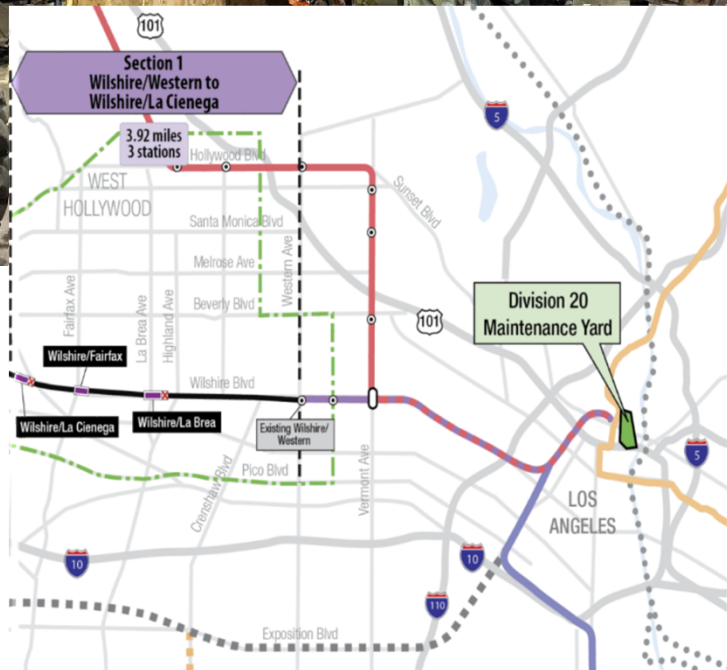 101
Section 1
Wilshire/Western to
Wilshire/La Cienega
3.92 miles
3 stations
5
Hollywood Blvd
WEST
HOLLYWOOD
Sunset Blvd
Santa Monica Blvd
Western Ave
Melrose Ave
Fairfax Ave
La Brea Ave
Highland Ave
Beverly Blvd
101
Division 20
Maintenance Yard
Wilshire/Fairfax
Wilshire Blvd
Wilshire/La Cienega
Wilshire/La Brea
Existing Wilshire/
Western
Vermont Ave
Crenshaw Blvd
Pico Blvd
5
LOS
ANGELES
10
10
110
Exposition Blvd